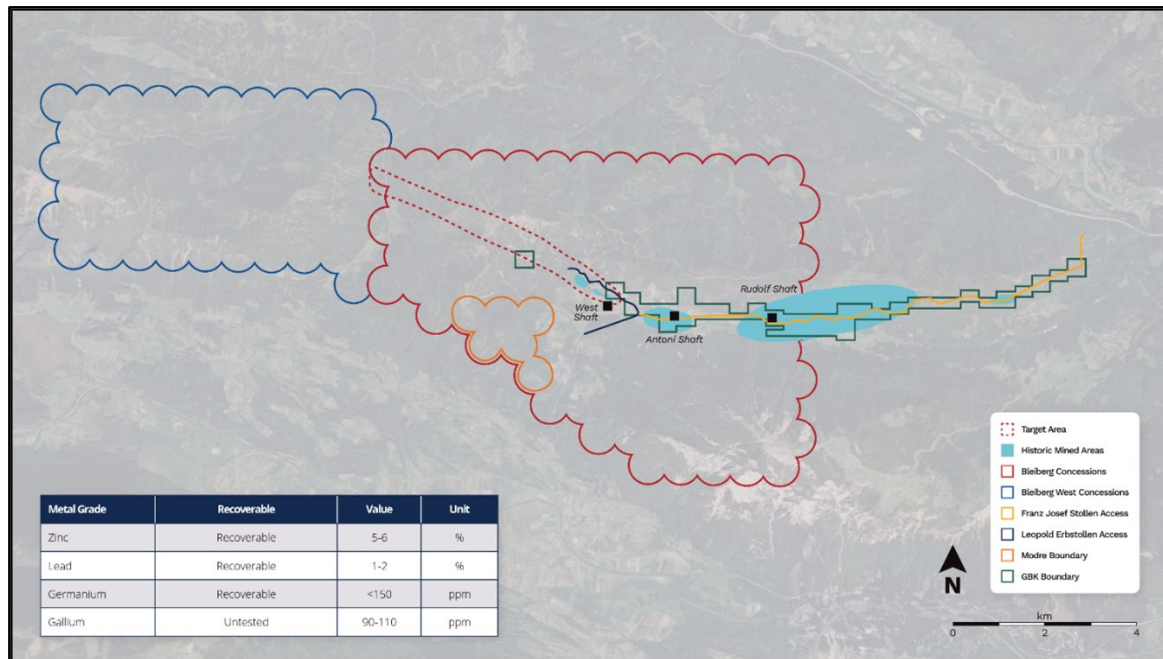 Rudolf Shaft
West
Shaft
Antoni Shaft
Metal Grade Recoverable Value Unit
Zinc Recoverable 5-6 %
Lead Recoverable 1-2 %
Germanium Recoverable <150 ppm
Gallium Untested 90-110 ppm
Target Area
Historic Mined Areas
Bleiberg Concessions
Bleiberg West Concessions
Franz Josef Stollen Access
Leopold Erbstollen Access
Modre Boundary
GBK Boundary
N
km
0 2 4